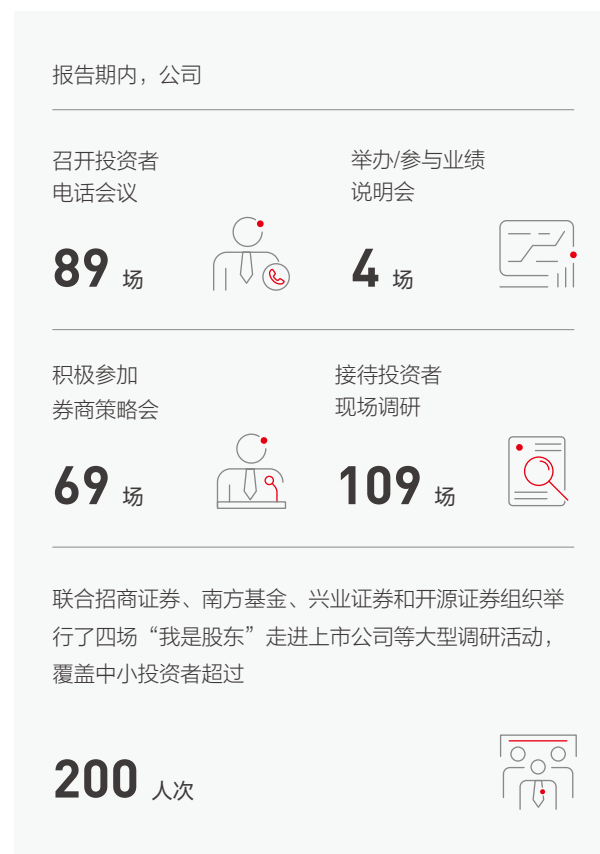 报告期内，公司
召开投资者
电话会议
89 场
举办/参与业绩
说明会
4 场
积极参加
券商策略会
69 场
接待投资者
现场调研
109 场
联合招商证券、南方基金、兴业证券和开源证券组织举
行了四场“我是股东”走进上市公司等大型调研活动，
覆盖中小投资者超过
200 人次